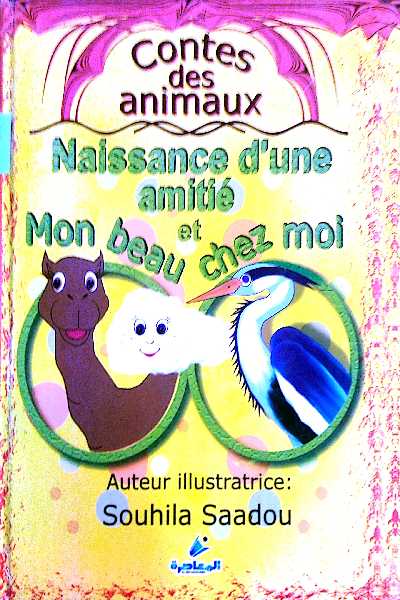 Contes
des
animaux
Naissance d'une
amitié
et
Mon beau chez moi
Auteur illustratrice:
Souhila Saadou
المعاصرة